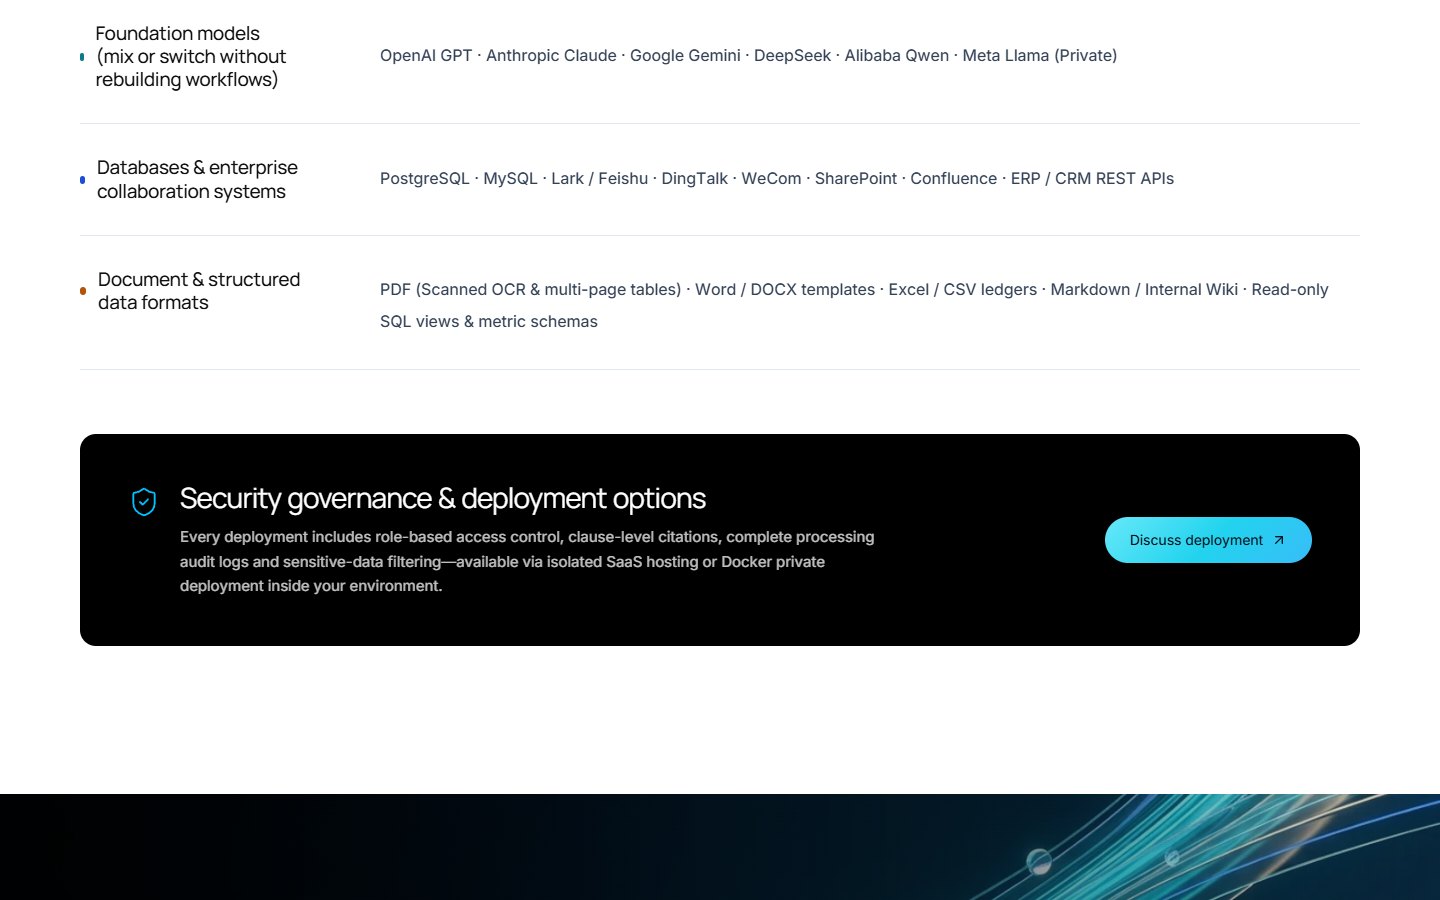 Foundation models
(mix or switch without
rebuilding workflows)
OpenAI GPT · Anthropic Claude · Google Gemini · DeepSeek · Alibaba Qwen · Meta Llama (Private)
Databases & enterprise
collaboration systems
PostgreSQL · MySQL · Lark / Feishu · DingTalk · WeCom · SharePoint · Confluence · ERP / CRM REST APIs
Document & structured
data formats
PDF (Scanned OCR & multi-page tables) · Word / DOCX templates · Excel / CSV ledgers · Markdown / Internal Wiki · Read-only
SQL views & metric schemas
Security governance & deployment options
Every deployment includes role-based access control, clause-level citations, complete processing
audit logs and sensitive-data filtering—available via isolated SaaS hosting or Docker private
deployment inside your environment.
Discuss deployment